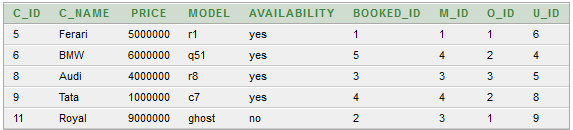 C_ID C_NAME PRICE MODEL AVAILABILITY BOOKED_ID M_ID O_ID U_ID
5 Ferari 5000000 r1 yes 1 1 1 6
6 BMW 6000000 q51 yes 5 4 2 4
8 Audi 4000000 r8 yes 3 3 3 5
9 Tata 1000000 c7 yes 4 4 2 8
11 Royal 9000000 ghost no 2 3 1 9